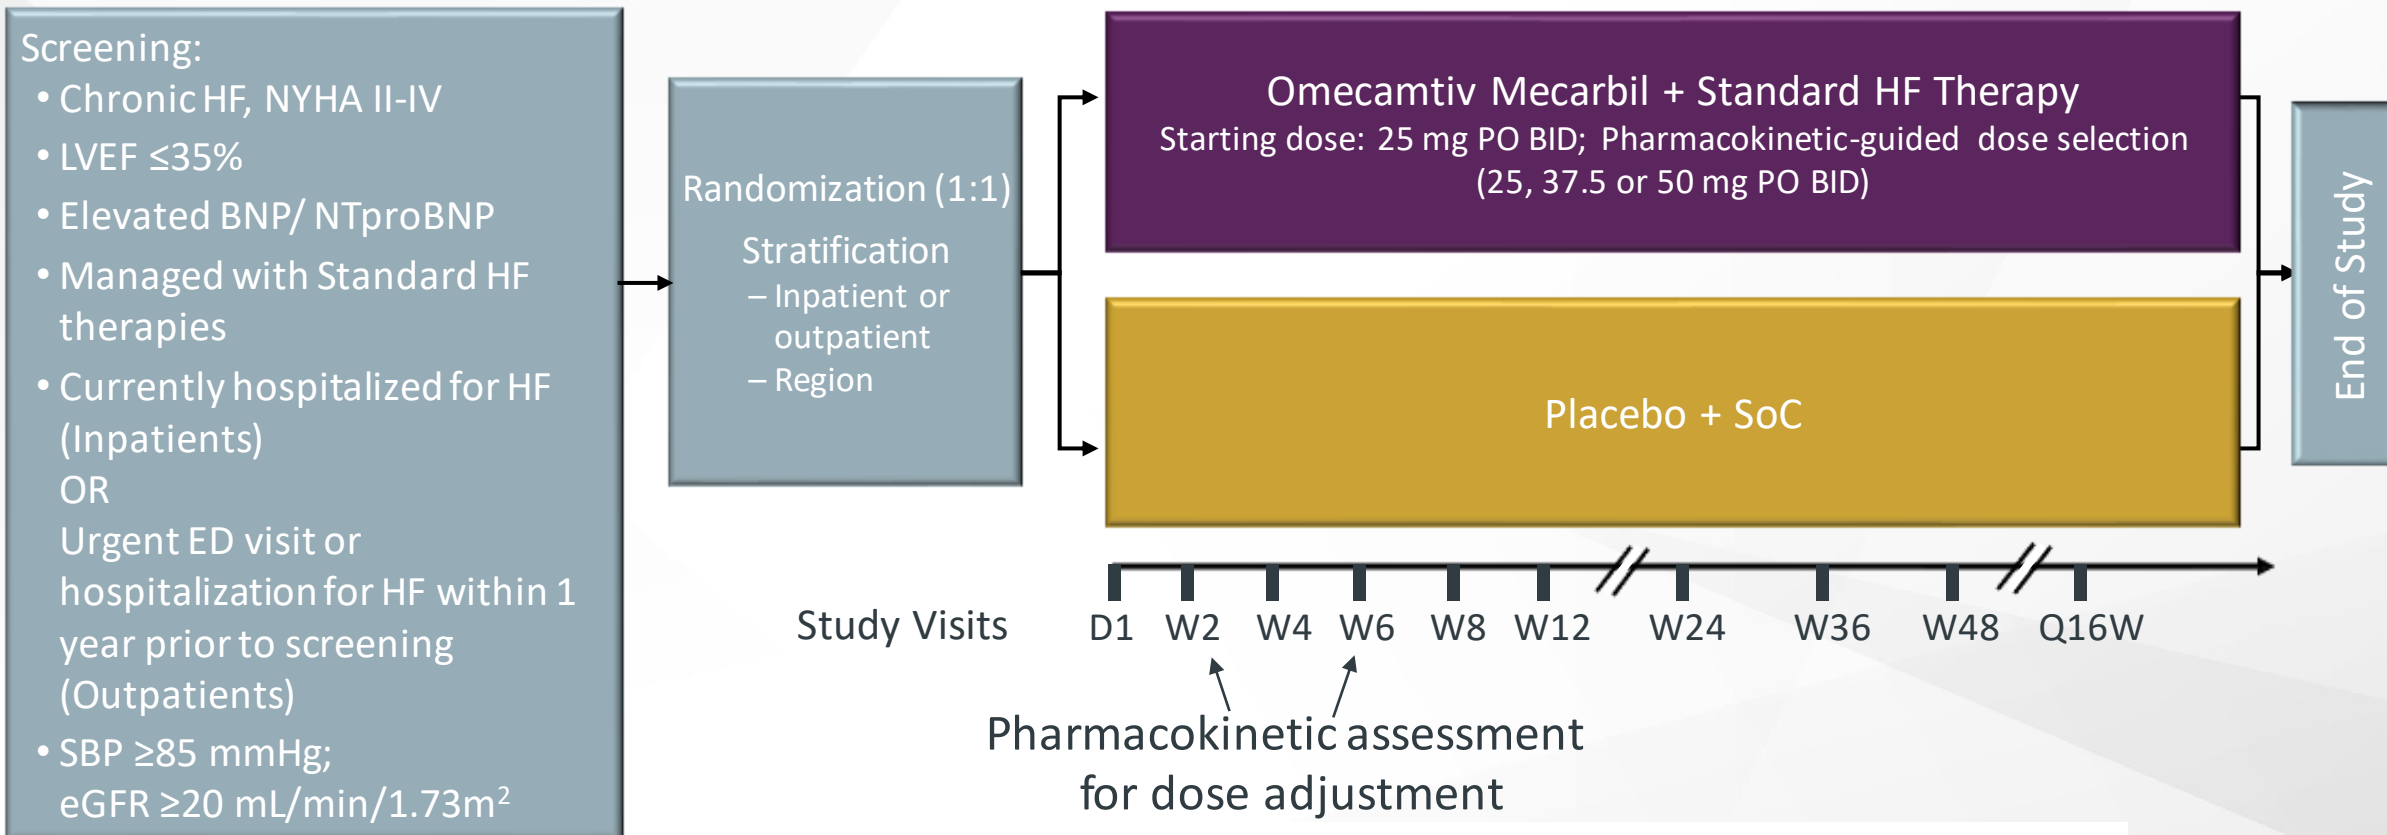 Screening:
• Chronic HF, NYHA II-IV
• LVEF ≤35%
• Elevated BNP/ NTproBNP
• Managed with Standard HF
therapies
• Currently hospitalized for HF
(Inpatients)
OR
Urgent ED visit or
hospitalization for HF within 1
year prior to screening
(Outpatients)
• SBP ≥85 mmHg;
eGFR ≥20 mL/min/1.73m²
Randomization (1:1)
Stratification
– Inpatient or
outpatient
– Region
Omecamtiv Mecarbil + Standard HF Therapy
Starting dose: 25 mg PO BID; Pharmacokinetic-guided dose selection
(25, 37.5 or 50 mg PO BID)
Placebo + SoC
End of Study
Study Visits D1 W2 W4 W6 W8 W12 W24 W36 W48 Q16W
Pharmacokinetic assessment
for dose adjustment